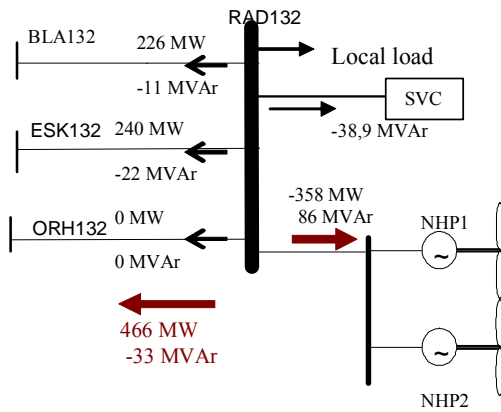 RAD132
BLA132
226 MW
-11 MVAr
Local load
SVC
-38,9 MVAr
ESK132
240 MW
-22 MVAr
-358 MW
86 MVAr
ORH132
0 MW
0 MVAr
NHP1
~
466 MW
-33 MVAr
~
NHP2